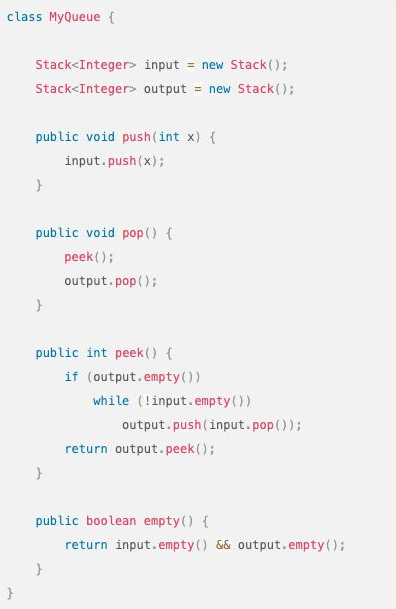 class MyQueue {
Stack<Integer> input = new Stack();
Stack<Integer> output = new Stack();
public void push(int x) {
input.push(x);
}
public void pop() {
peek();
output.pop();
}
public int peek() {
if (output.empty())
while (!input.empty())
output.push(input.pop());
return output.peek();
}
public boolean empty() {
return input.empty() && output.empty();
}
}